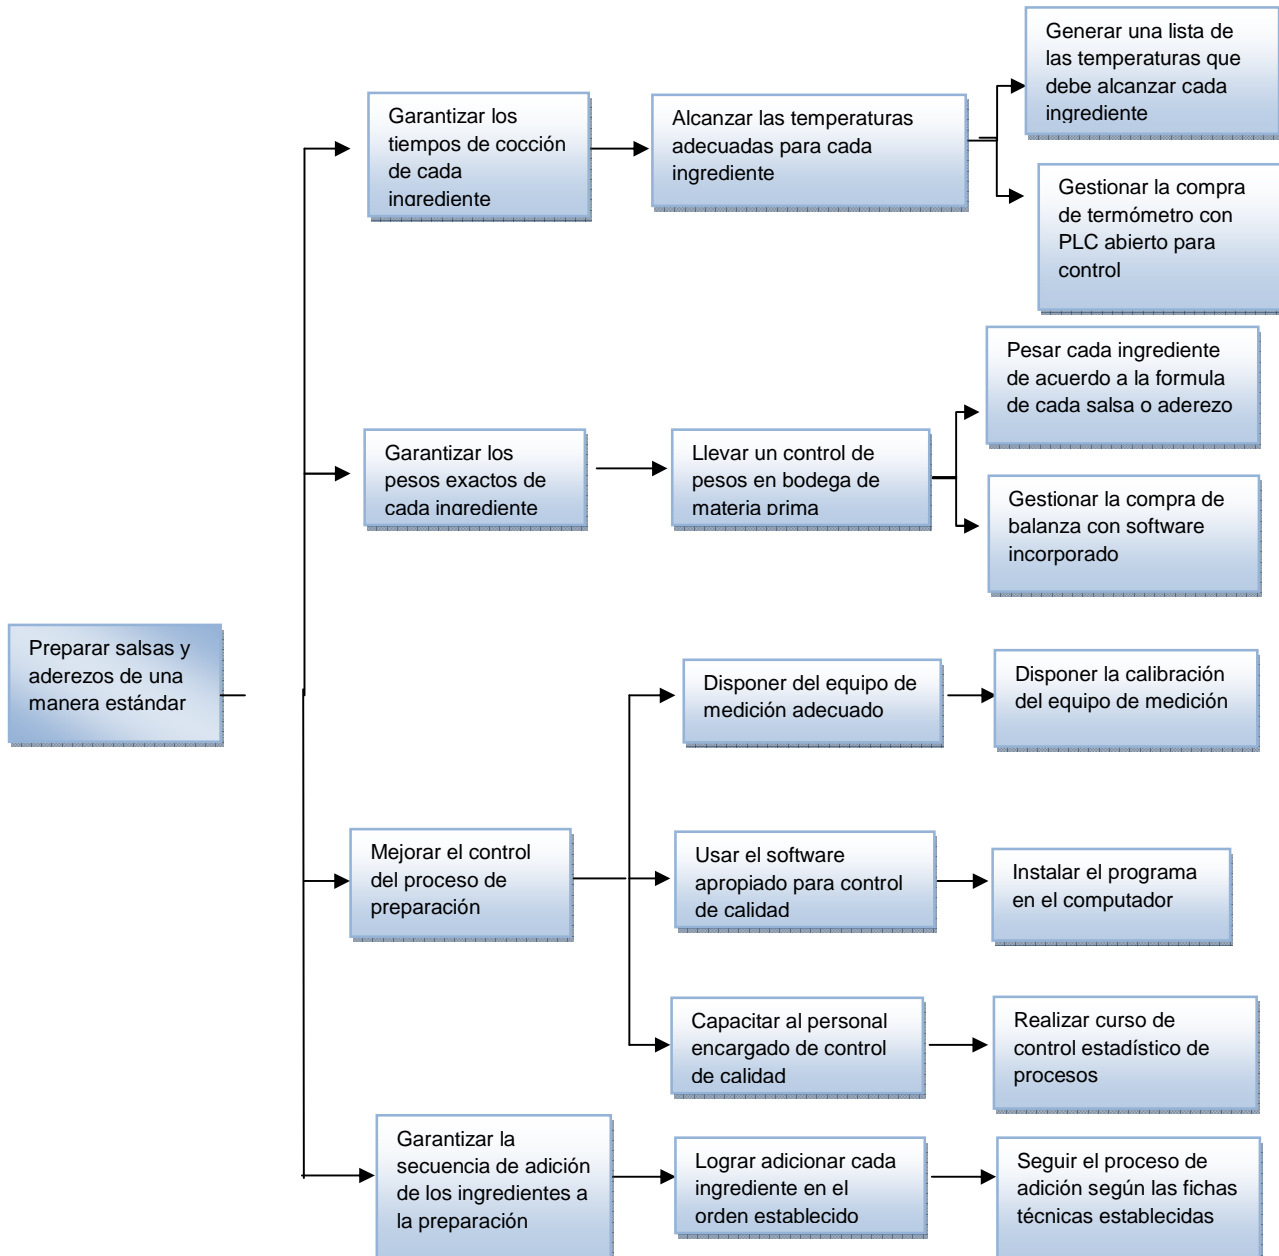 Generar una lista de
las temperaturas que
debe alcanzar cada
ingrediente
Garantizar los
tiempos de cocción
de cada
ingrediente
Alcanzar las temperaturas
adecuadas para cada
ingrediente
Gestionar la compra
de termómetro con
PLC abierto para
control
Pesar cada ingrediente
de acuerdo a la formula
de cada salsa o aderezo
Garantizar los
pesos exactos de
cada ingrediente
Llevar un control de
pesos en bodega de
materia prima
Gestionar la compra de
balanza con software
incorporado
Preparar salsas y
aderezos de una
manera estándar
Disponer del equipo de
medición adecuado
Disponer la calibración
del equipo de medición
Mejorar el control
del proceso de
preparación
Usar el software
apropiado para control
de calidad
Instalar el programa
en el computador
Capacitar al personal
encargado de control
de calidad
Realizar curso de
control estadístico de
procesos
Garantizar la
secuencia de adición
de los ingredientes a
la preparación
Lograr adicionar cada
ingrediente en el
orden establecido
Seguir el proceso de
adición según las fichas
técnicas establecidas